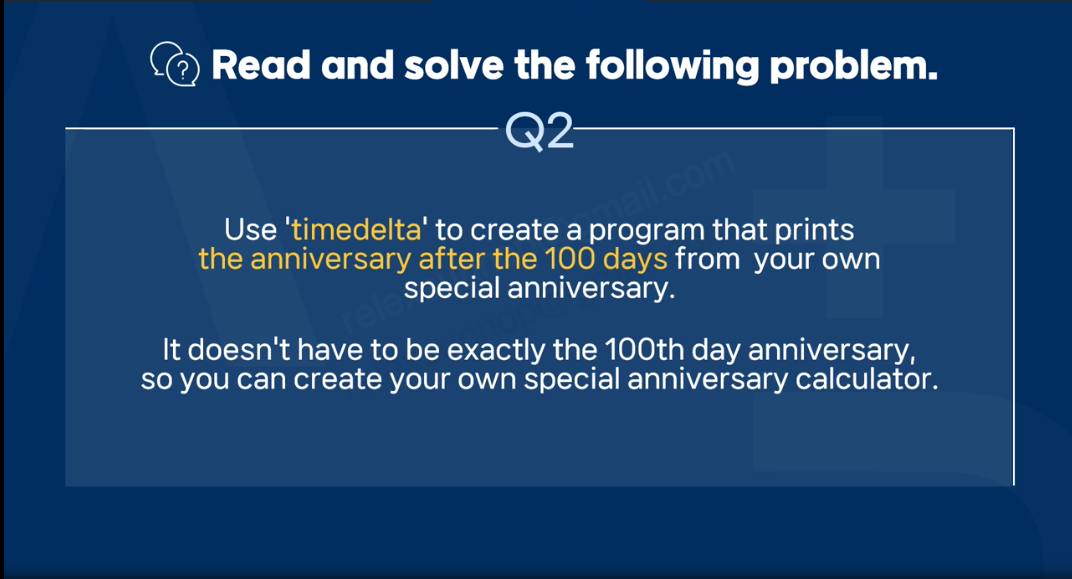 Read and solve the following problem.
Q2
Use 'timedelta' to create a program that prints
the anniversary after the 100 days from your own
special anniversary.
It doesn't have to be exactly the 100th day anniversary,
so you can create your own special anniversary calculator.